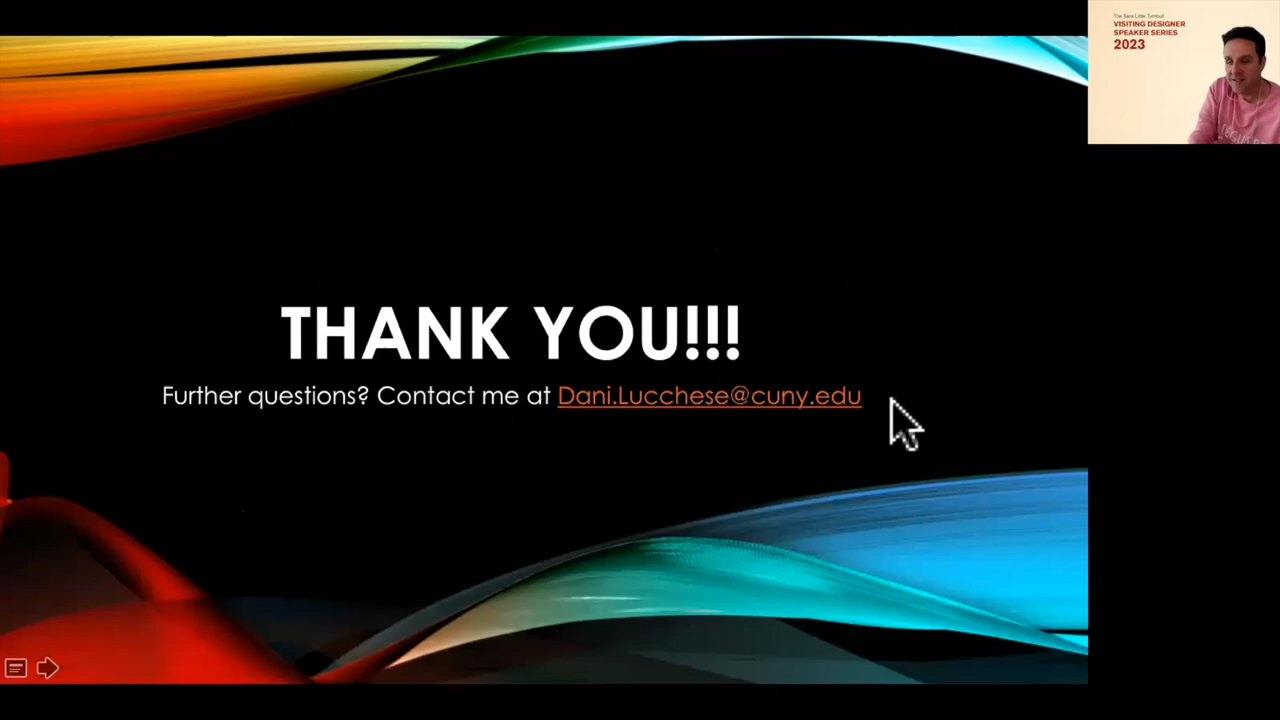 The Sara Little Turnbull
VISITING DESIGNER
SPEAKER SERIES
2023
THANK YOU!!!
Further questions? Contact me at Dani.Lucchese@cuny.edu